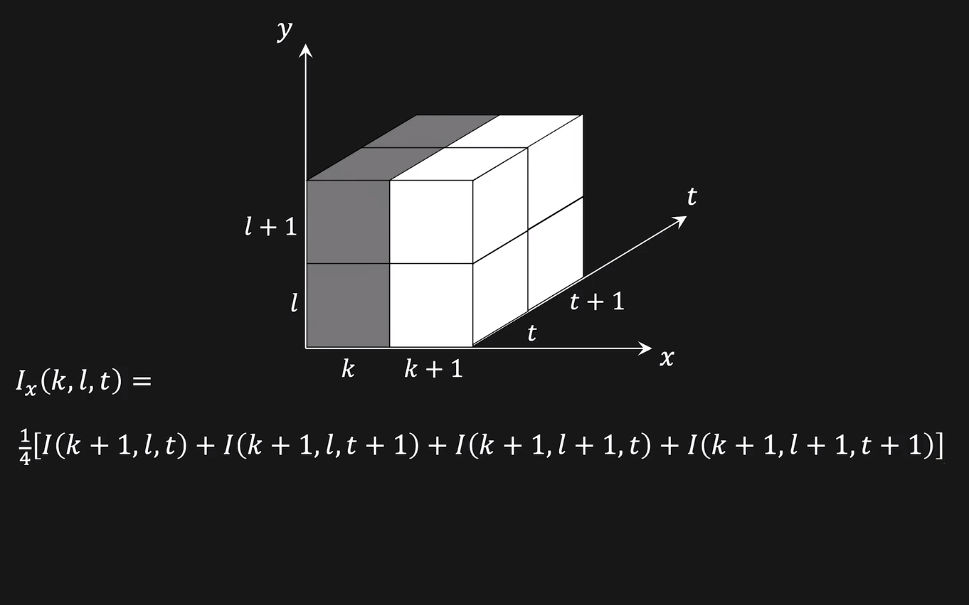 y
t
l + 1
l
t + 1
t
x
k k + 1
I_x(k, l, t) =
1/4[I(k + 1, l, t) + I(k + 1, l, t + 1) + I(k + 1, l + 1, t) + I(k + 1, l + 1, t + 1)]